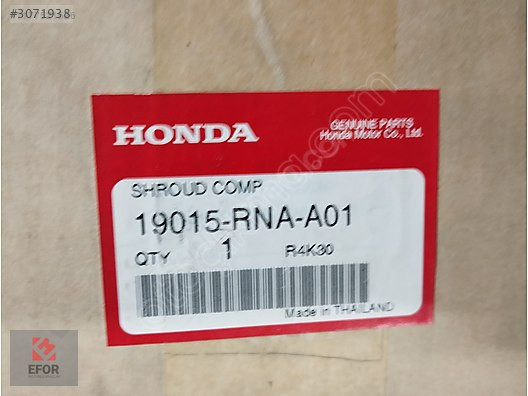 #3071938
HONDA
GENUINE PARTS
Honda Motor Co., Ltd.
SHROUD COMP
19015-RNA-A01
QTY 1 R4K30
Made in THAILAND
EFOR